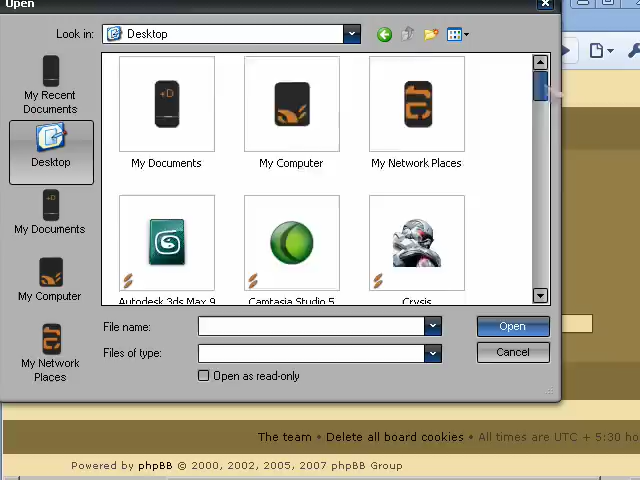 Open
Look in:
Desktop
My Recent
Documents
Desktop
My Documents
My Computer
My Network
Places
My Documents
My Computer
My Network Places
Autodesk 3ds Max 9
Camtasia Studio 5
Crysis
File name:
Open
Files of type:
Cancel
Open as read-only
The team • Delete all board cookies • All times are UTC + 5:30 ho
Powered by phpBB © 2000, 2002, 2005, 2007 phpBB Group